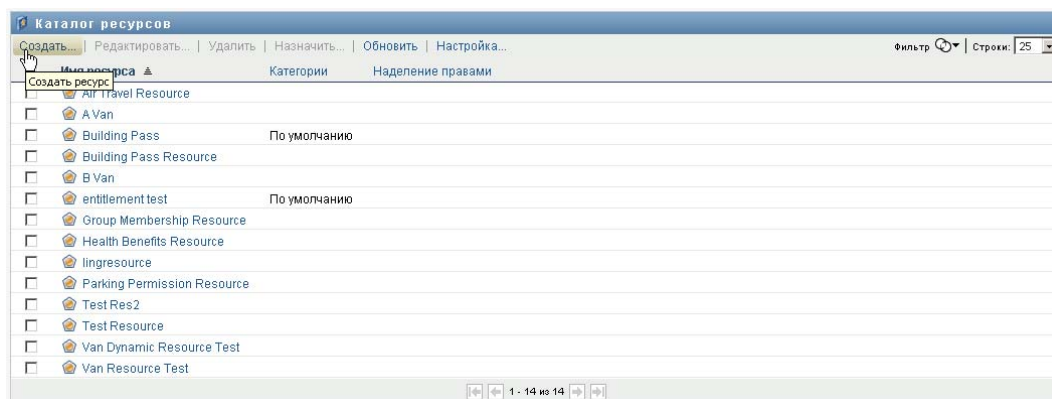 Каталог ресурсов
Создать... | Редактировать... | Удалить | Назначить... | Обновить | Настройка... Фильтр | Строки: 25
Имя ресурса Категории Наделение правами
Создать ресурс
Air Travel Resource
A Van
Building Pass По умолчанию
Building Pass Resource
B Van
entitlement test По умолчанию
Group Membership Resource
Health Benefits Resource
lingresource
Parking Permission Resource
Test Res2
Test Resource
Van Dynamic Resource Test
Van Resource Test
1 - 14 из 14